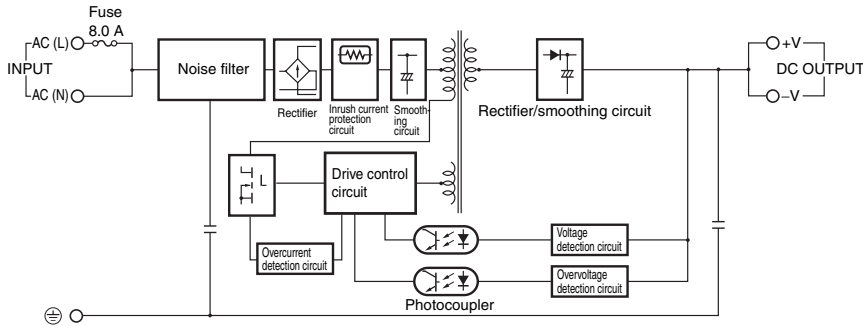 Fuse
8.0 A
AC (L)
INPUT
AC (N)
Noise filter
Rectifier
Inrush current
protection
circuit
Smooth-
ing
circuit
Rectifier/smoothing circuit
+V
DC OUTPUT
–V
Drive control
circuit
L
Overcurrent
detection circuit
Voltage
detection circuit
Overvoltage
detection circuit
Photocoupler